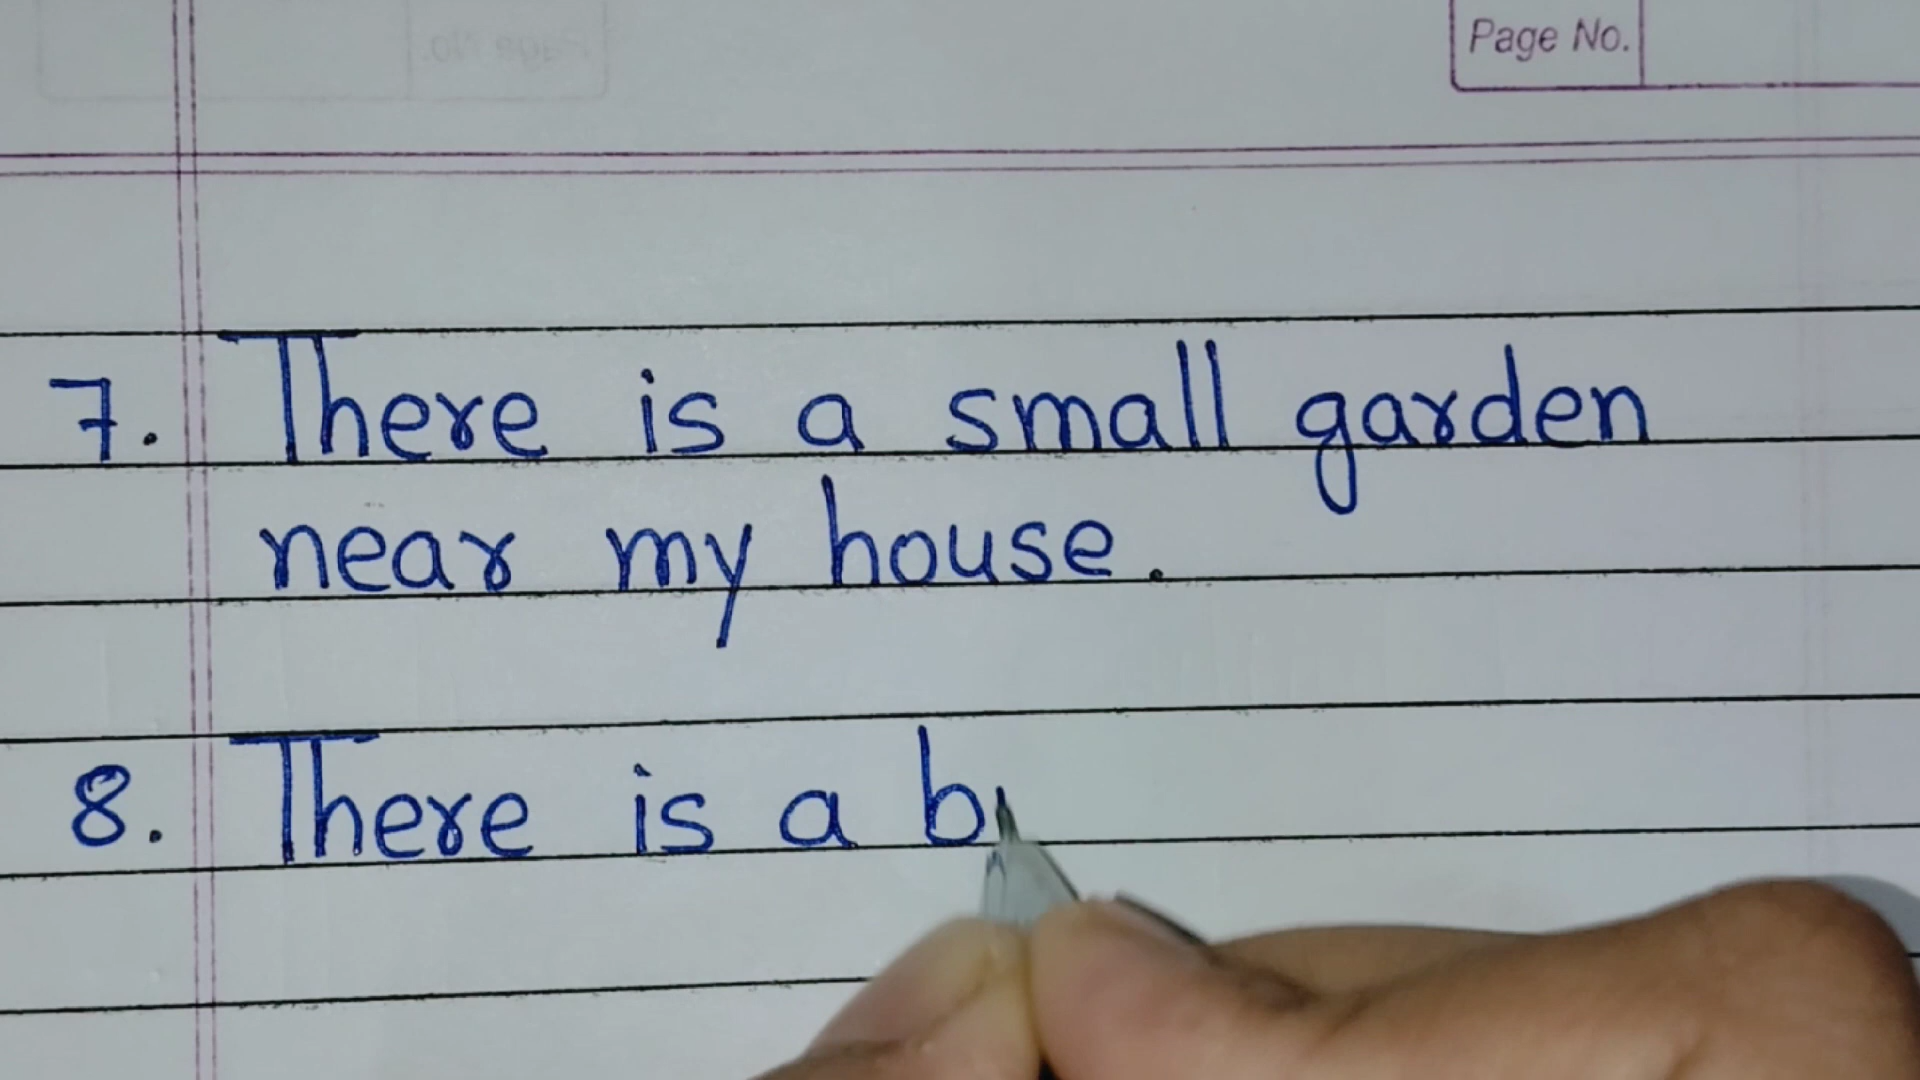 Page No.
7. There is a small garden
near my house.
8. There is a b